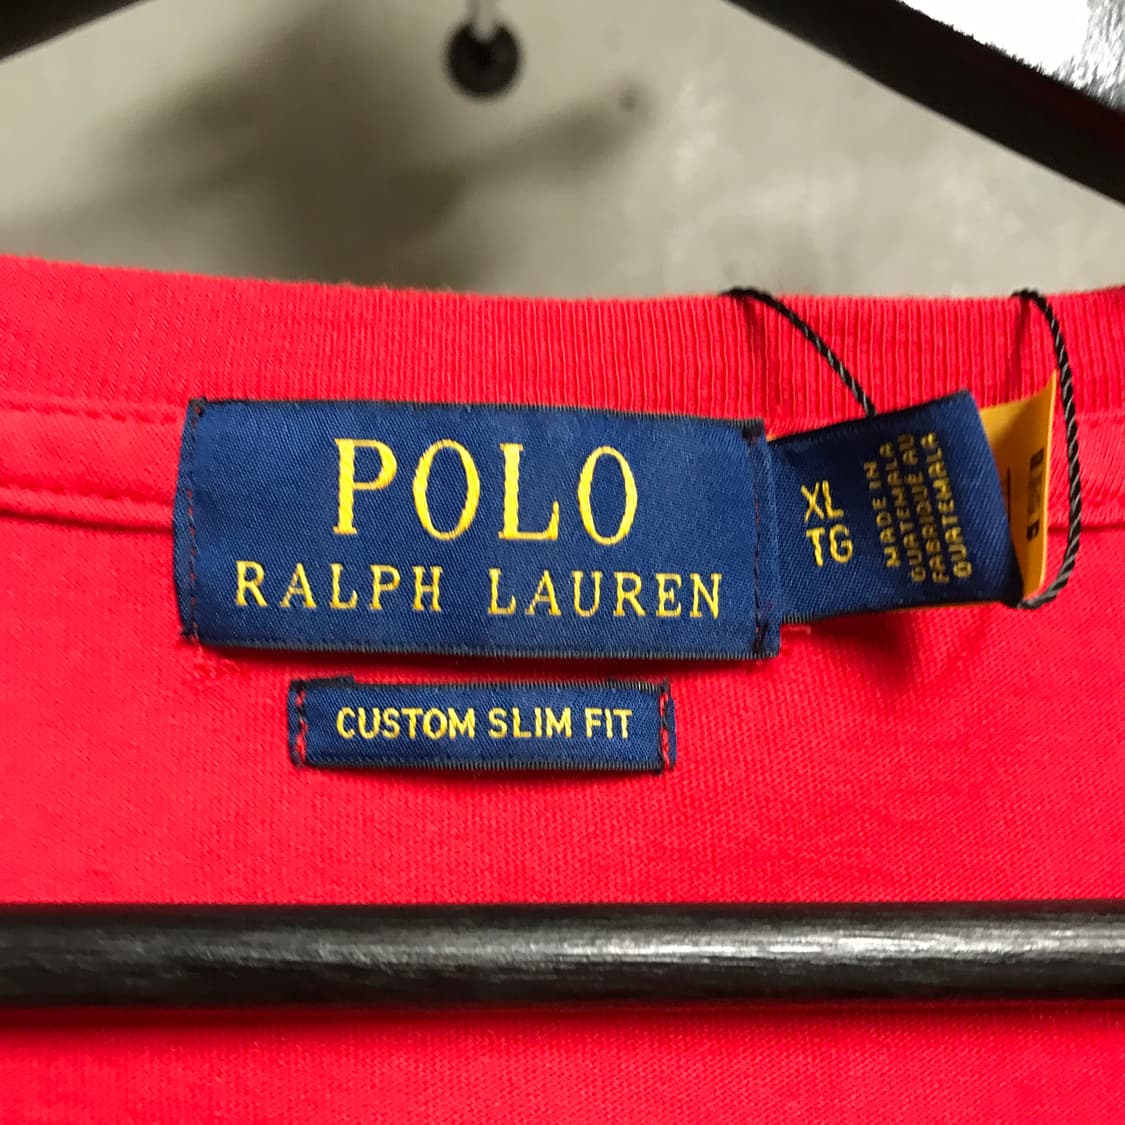 POLO
RALPH LAUREN
XL
TG
MADE IN
GUATEMALA
FABRIQUÉ AU
GUATEMALA
CUSTOM SLIM FIT